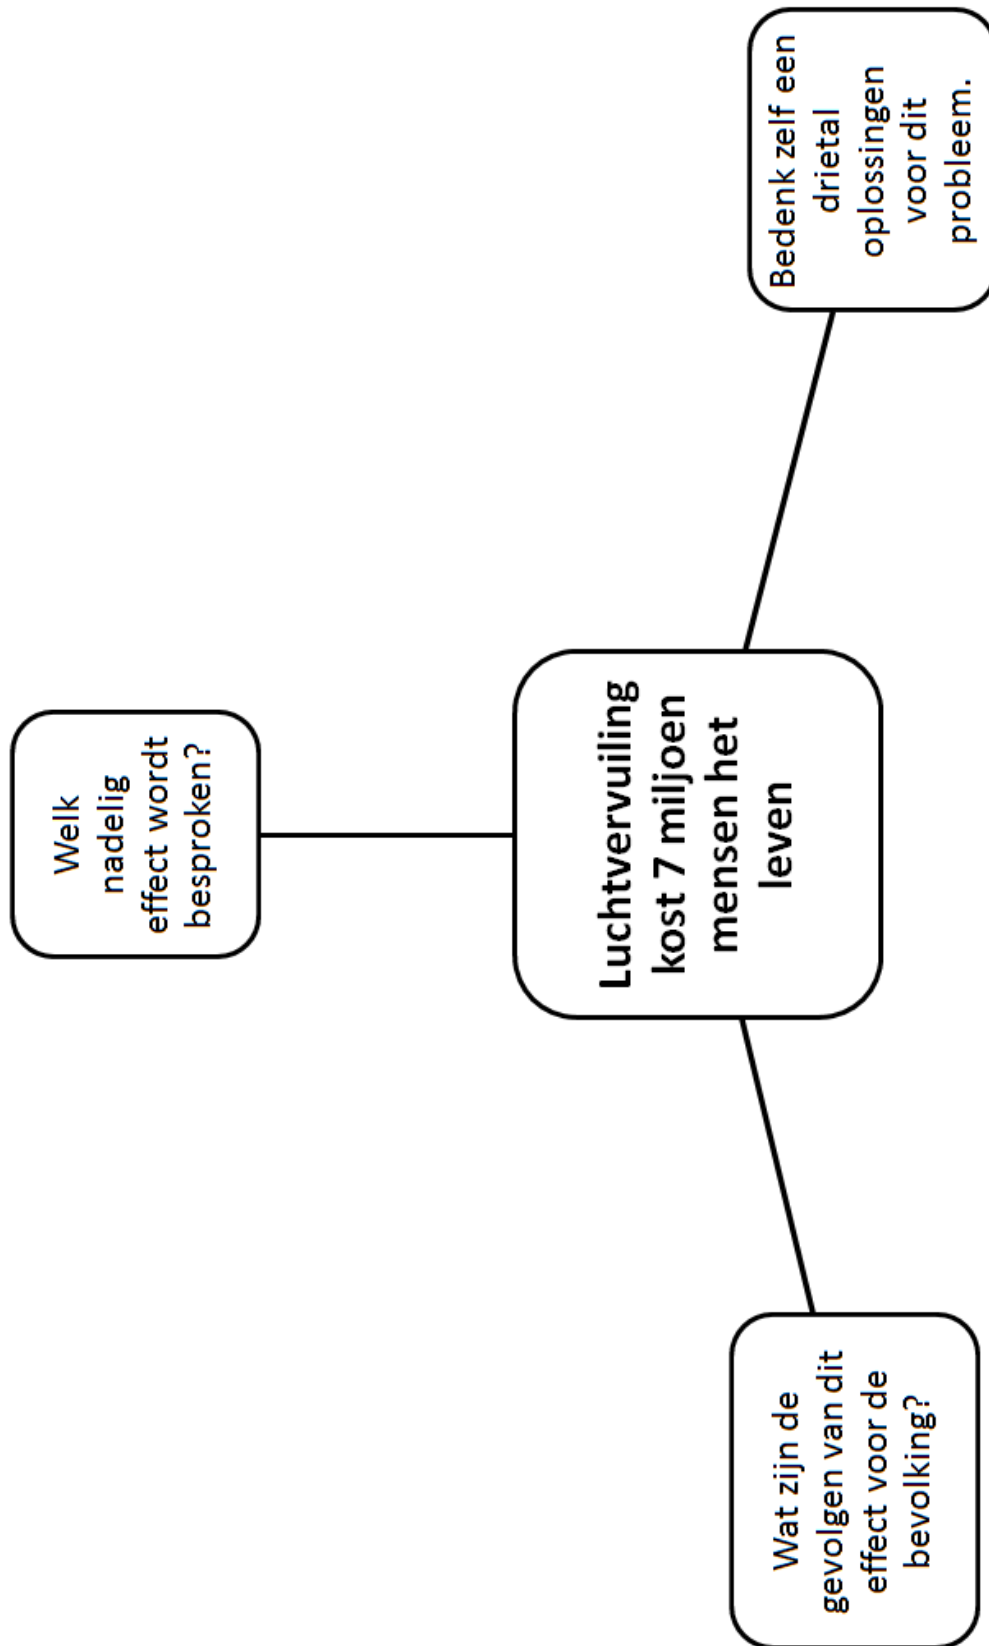 Welk
nadelig
effect wordt
besproken?
Luchtvervuiling
kost 7 miljoen
mensen het
leven
Wat zijn de
gevolgen van dit
effect voor de
bevolking?
Bedenk zelf een
drietal
oplossingen
voor dit
probleem.